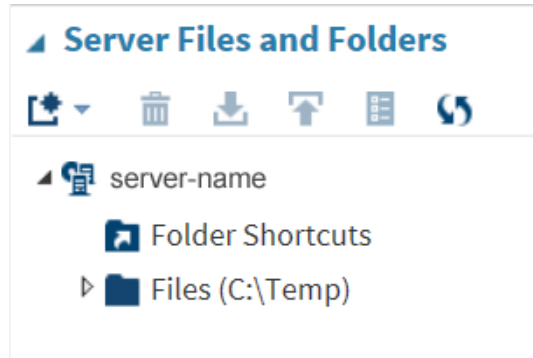 Server Files and Folders
server-name
Folder Shortcuts
Files (C:\Temp)